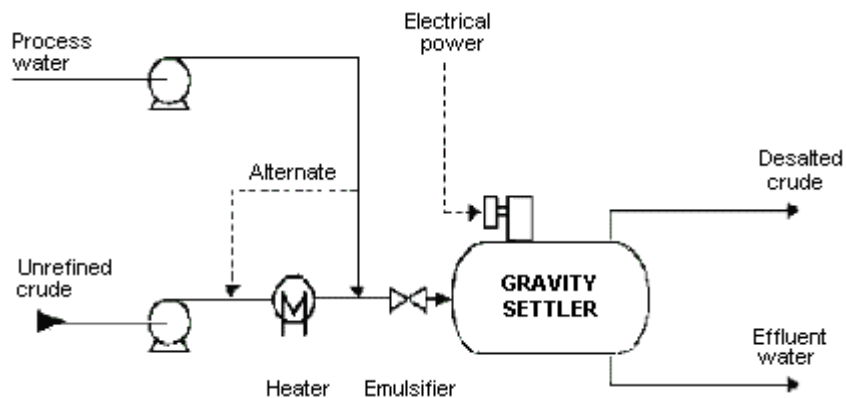 Electrical
power
Process
water
Alternate
Desalted
crude
Unrefined
crude
GRAVITY
SETTLER
Effluent
water
Heater
Emulsifier